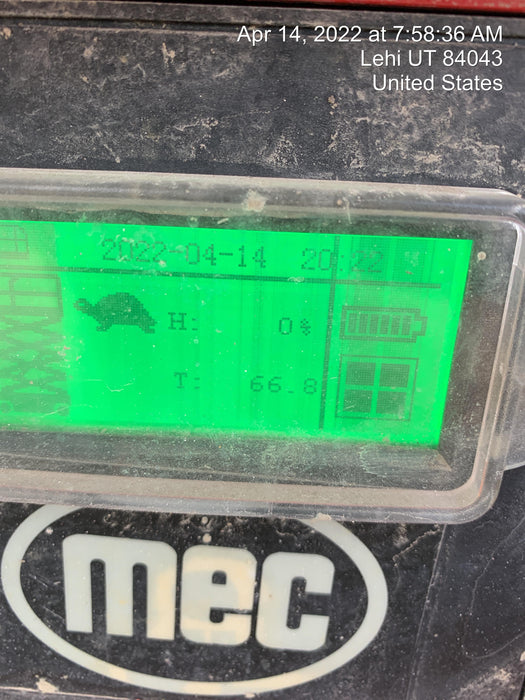 Apr 14, 2022 at 7:58:36 AM
Lehi UT 84043
United States
2022-04-14 20:22
H: 0%
T: 66.8
mec